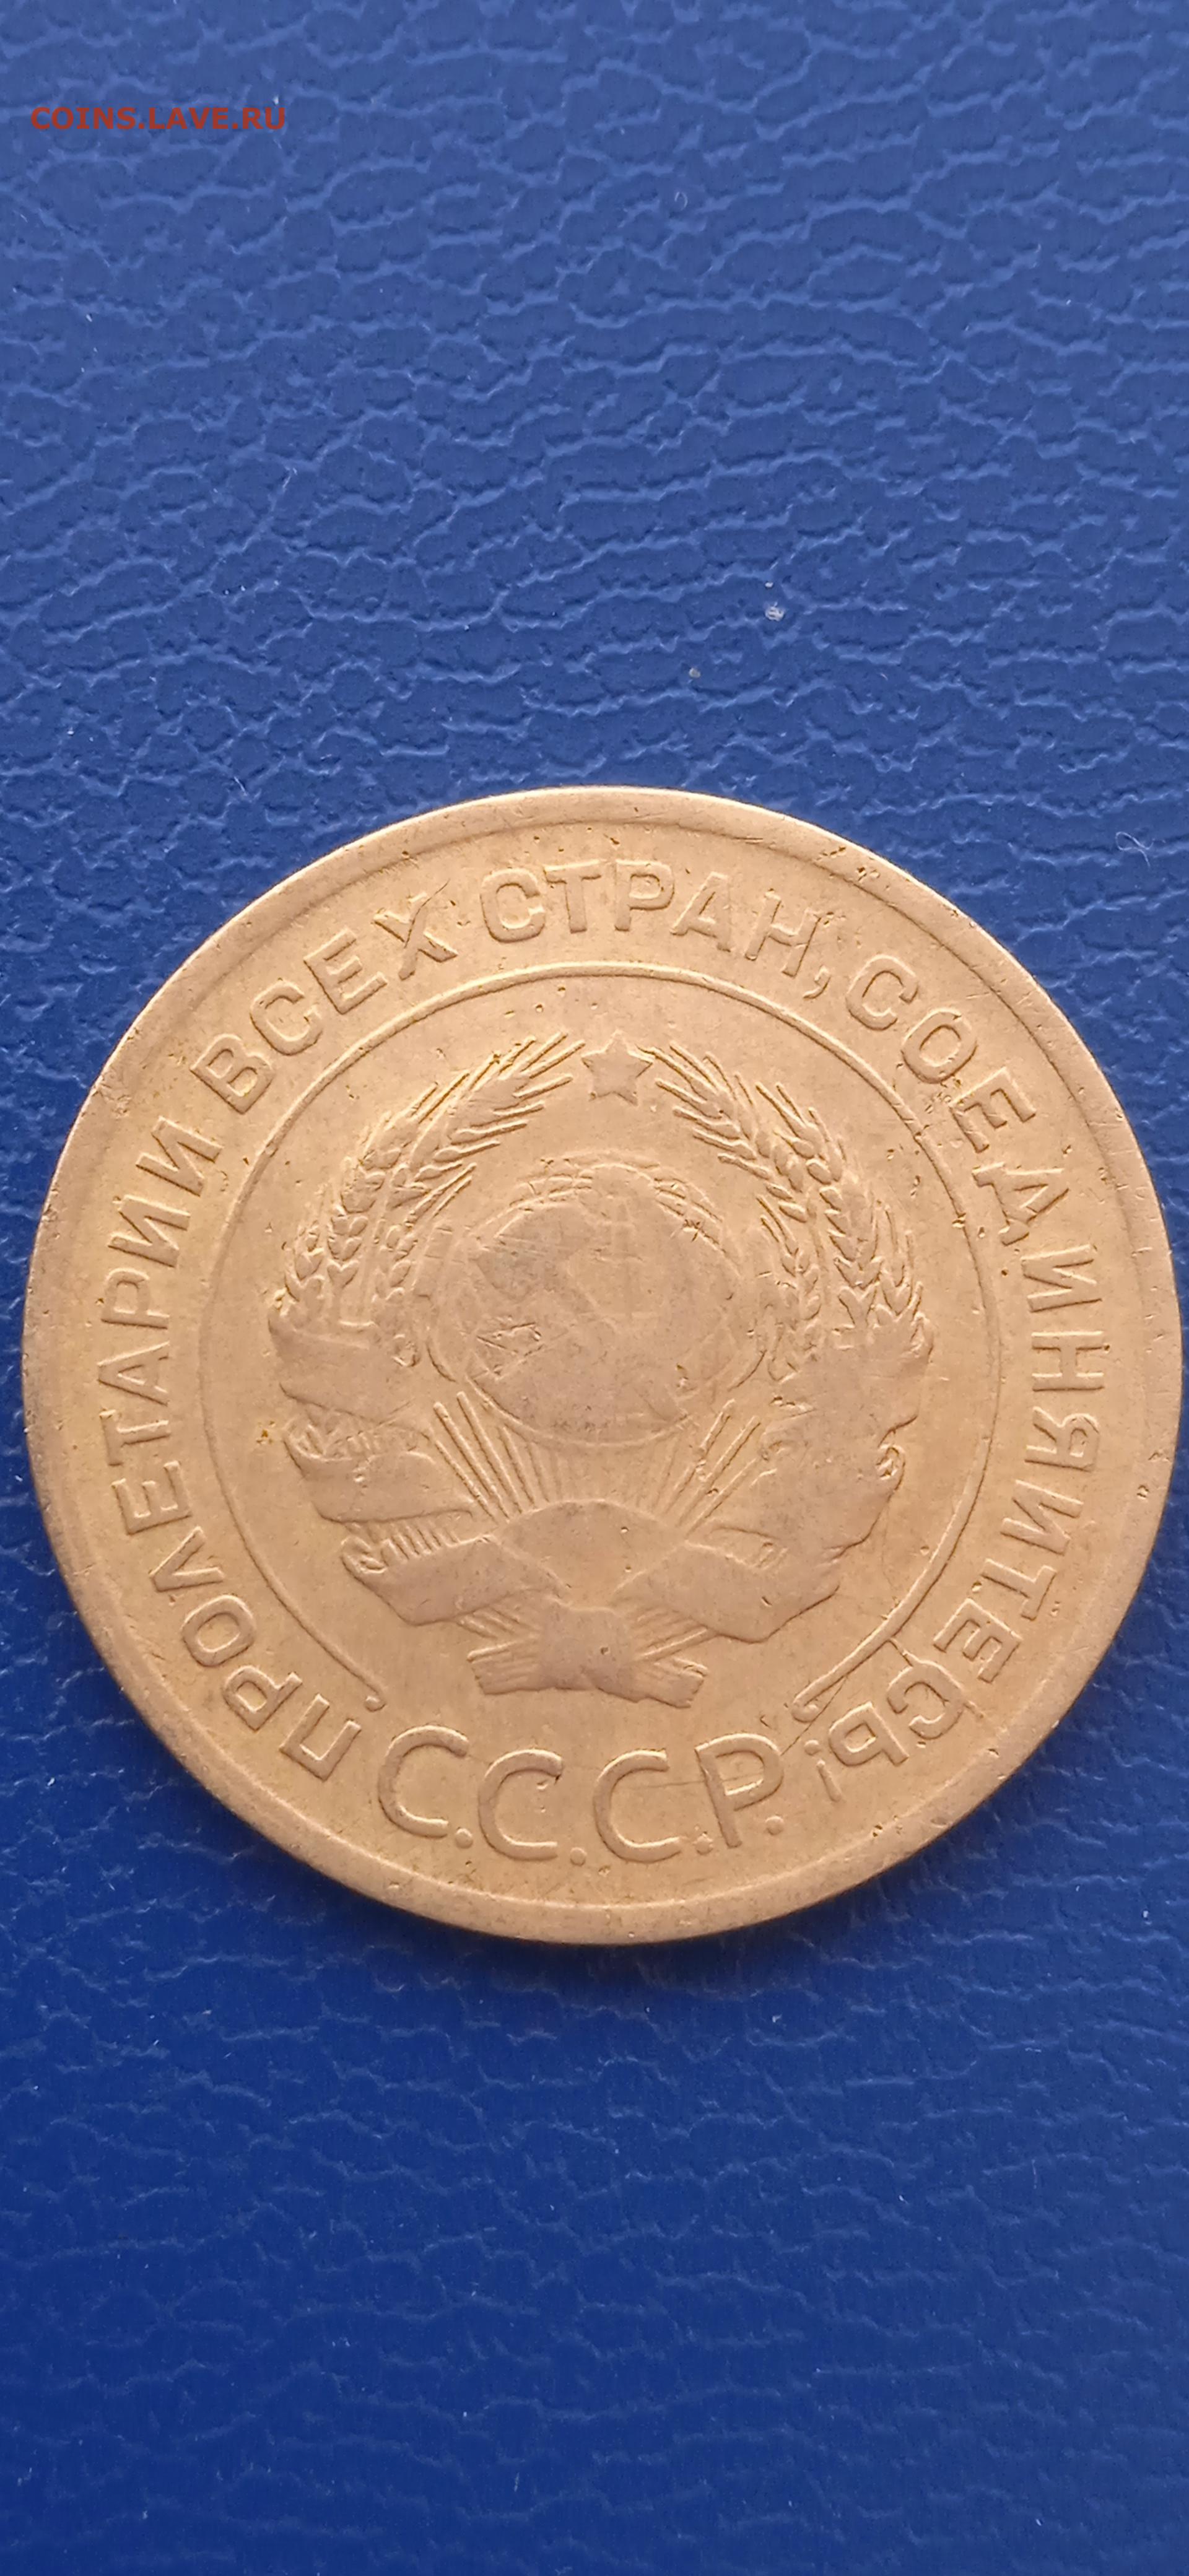 COINS.LAVE.RU
ПРОЛЕТАРИИ ВСЕХ СТРАН, СОЕДИНЯЙТЕСЬ!
С.С.С.Р.